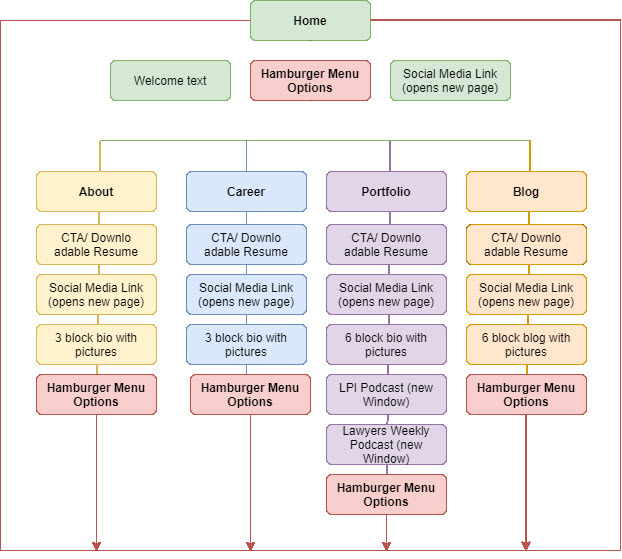 Home
Welcome text
Hamburger Menu
Options
Social Media Link
(opens new page)
About
Career
Portfolio
Blog
CTA/ Downlo
adable Resume
CTA/ Downlo
adable Resume
CTA/ Downlo
adable Resume
CTA/ Downlo
adable Resume
Social Media Link
(opens new page)
Social Media Link
(opens new page)
Social Media Link
(opens new page)
Social Media Link
(opens new page)
3 block bio with
pictures
3 block bio with
pictures
6 block bio with
pictures
6 block blog with
pictures
Hamburger Menu
Options
Hamburger Menu
Options
LPI Podcast (new
Window)
Hamburger Menu
Options
Lawyers Weekly
Podcast (new
Window)
Hamburger Menu
Options